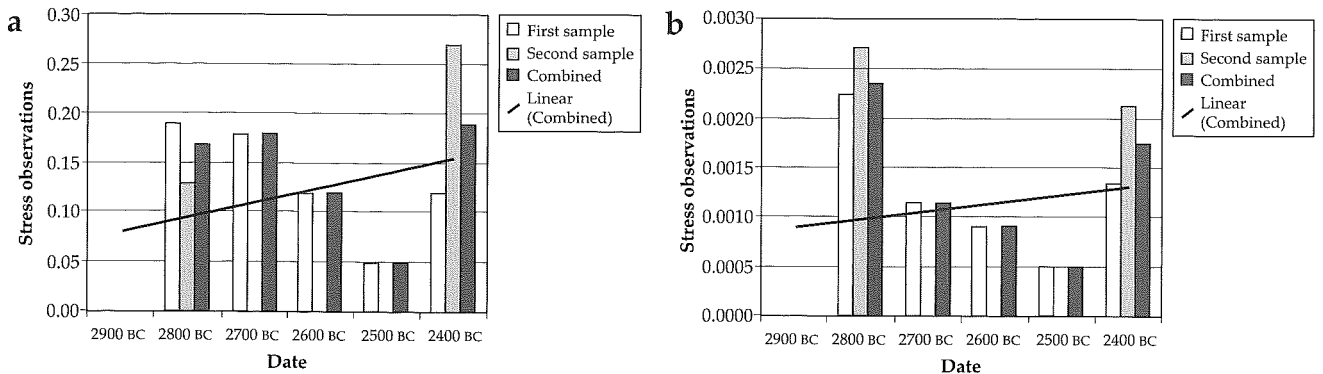 a
0.30
0.25
0.20
0.15
0.10
0.05
0.00
Stress observations
2900 BC 2800 BC 2700 BC 2600 BC 2500 BC 2400 BC
Date
First sample
Second sample
Combined
Linear
(Combined)
b
0.0030
0.0025
0.0020
0.0015
0.0010
0.0005
0.0000
Stress observations
2900 BC 2800 BC 2700 BC 2600 BC 2500 BC 2400 BC
Date
First sample
Second sample
Combined
Linear
(Combined)